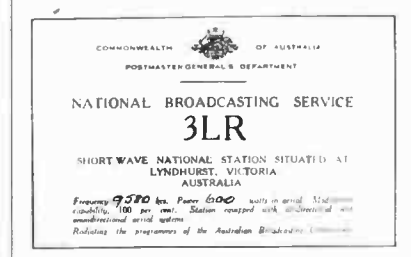 COMMONWEALTH OF AUSTRALIA
POSTMASTER GENERAL'S DEPARTMENT
NATIONAL BROADCASTING SERVICE
3LR
SHORT WAVE NATIONAL STATION SITUATED AT
LYNDHURST, VICTORIA
AUSTRALIA
Frequency 9580 kcs. Power 600 watts in aerial.
capability, 100 per cent. Station equipped with directional and
omnidirectional aerial systems
Radiating the programmes of the Australian Broadcasting